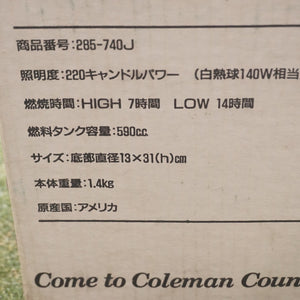 商品番号:285-740J
照明度:220キャンドルパワー （白熱球140W相当
燃焼時間:HIGH 7時間 LOW 14時間
燃料タンク容量:590cc.
サイズ:底部直径13×31(h)cm
本体重量:1.4kg
原産国:アメリカ
Come to Coleman Coun